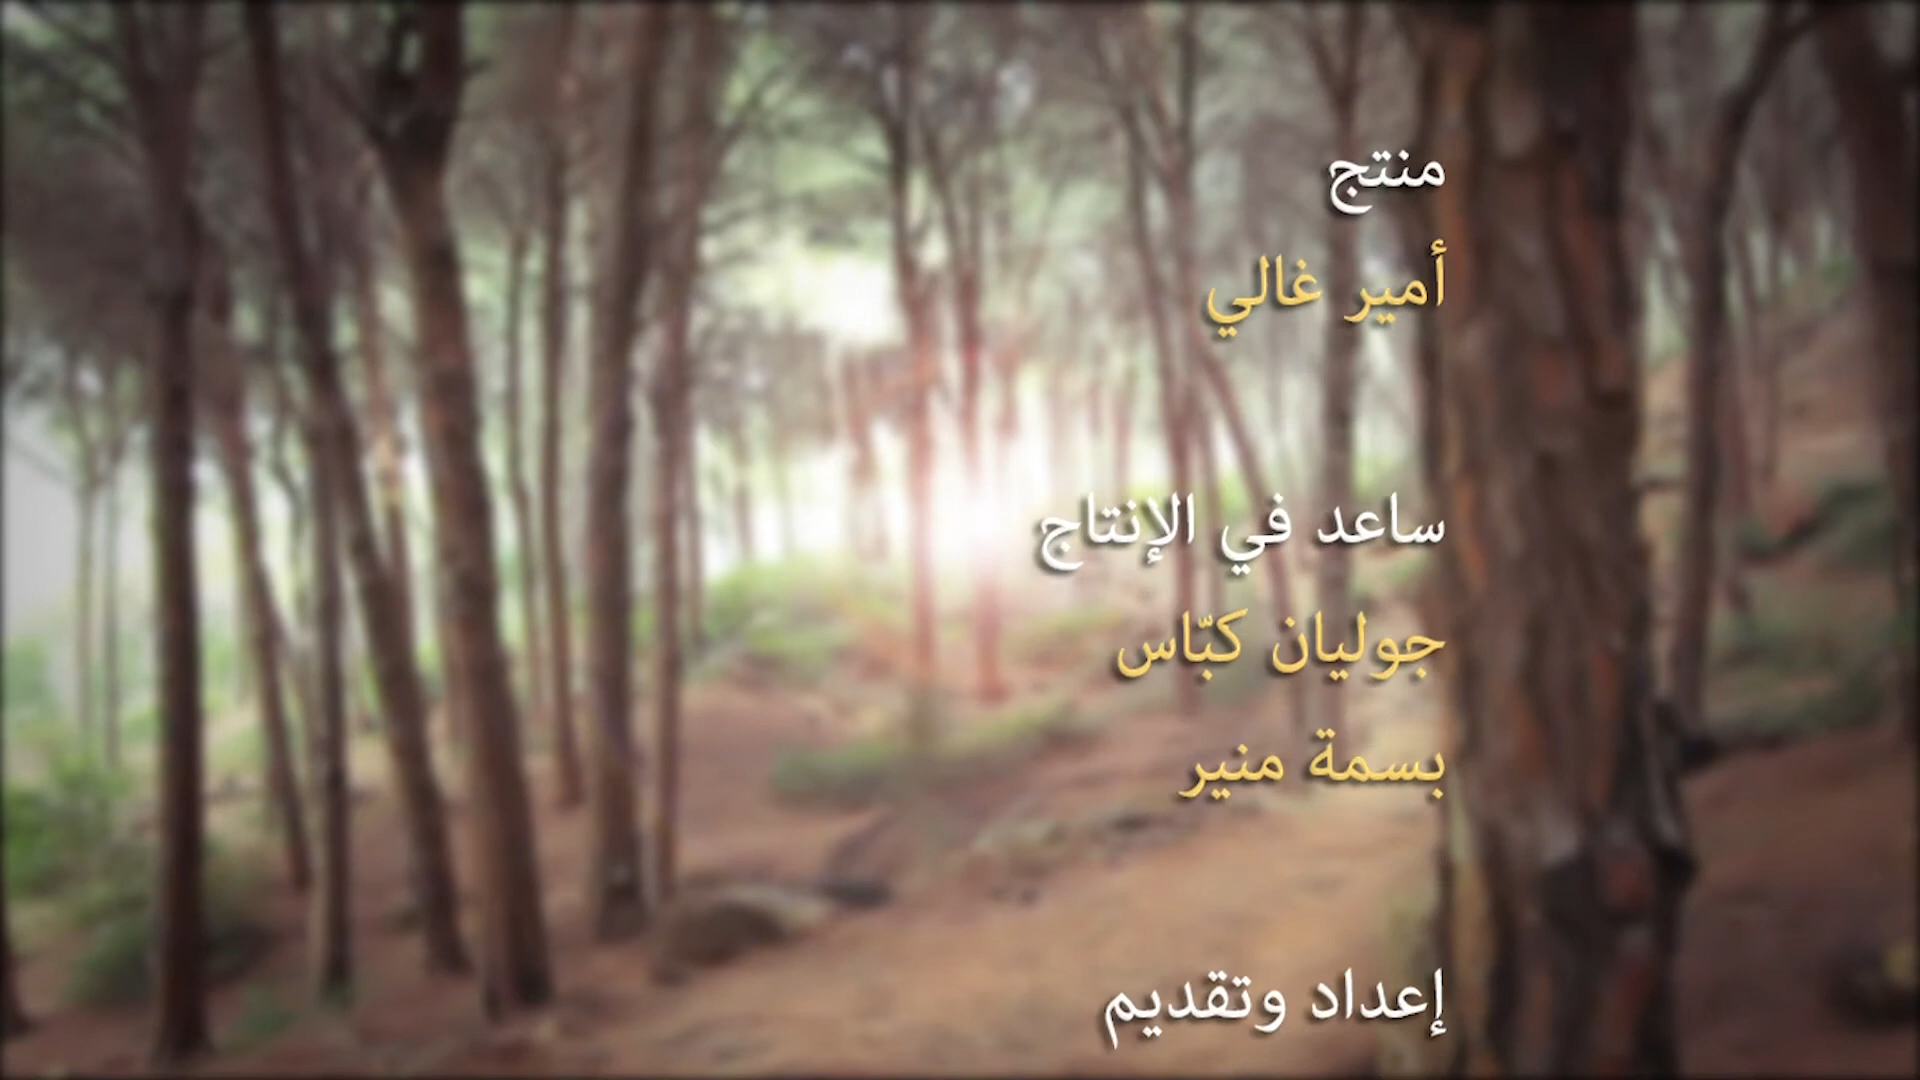 منتج
أمير غالي
ساعد في الإنتاج
جوليان كبّاس
بسمة منير
إعداد وتقديم